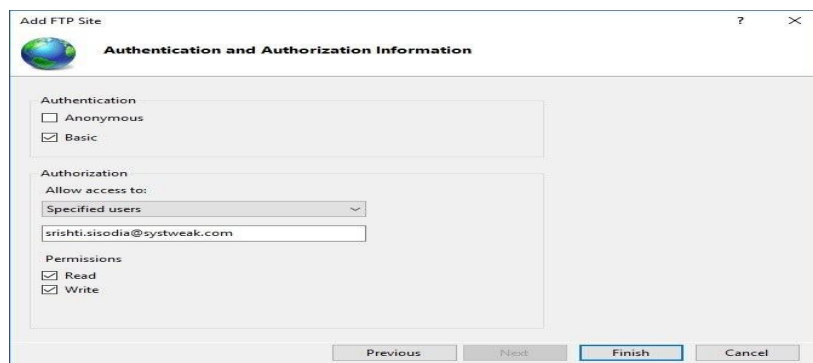 Add FTP Site
?
Authentication and Authorization Information
Authentication
Anonymous
Basic
Authorization
Allow access to:
Specified users
srishti.sisodia@systweak.com
Permissions
Read
Write
Previous
Next
Finish
Cancel